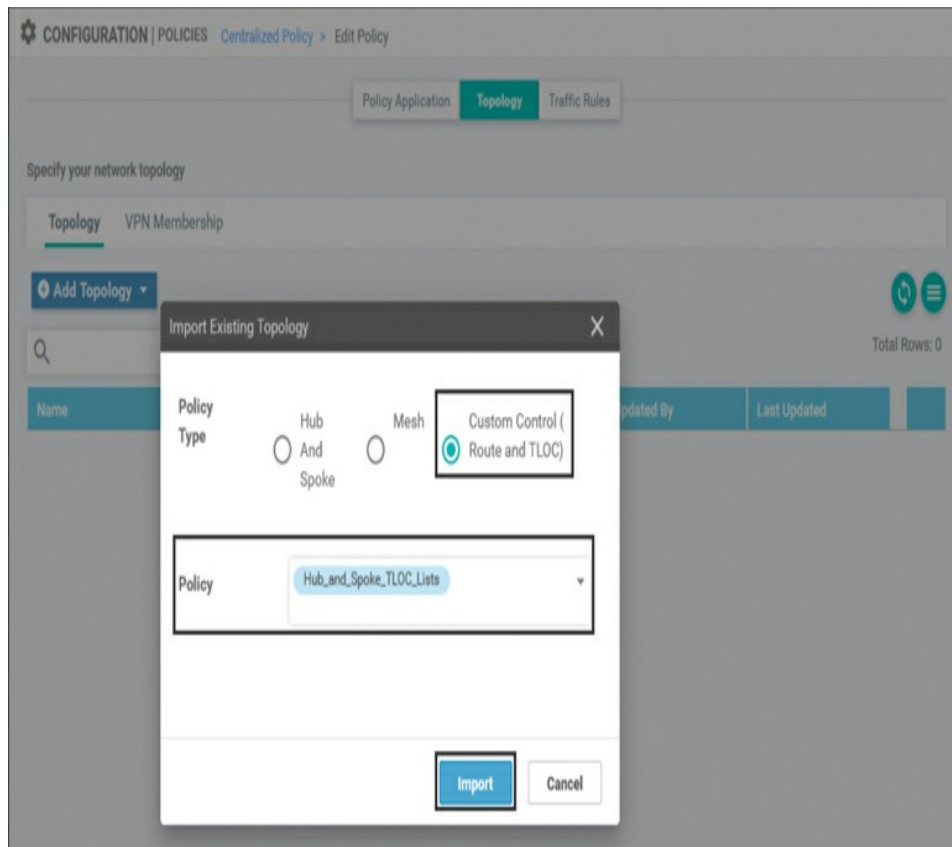 CONFIGURATION | POLICIES Centralized Policy > Edit Policy
Policy Application Topology Traffic Rules
Specify your network topology
Topology VPN Membership
Add Topology
Total Rows: 0
Name pdated By Last Updated
Import Existing Topology X
Policy Type
Hub And Spoke
Mesh
Custom Control ( Route and TLOC)
Policy Hub_and_Spoke_TLOC_Lists
Import Cancel